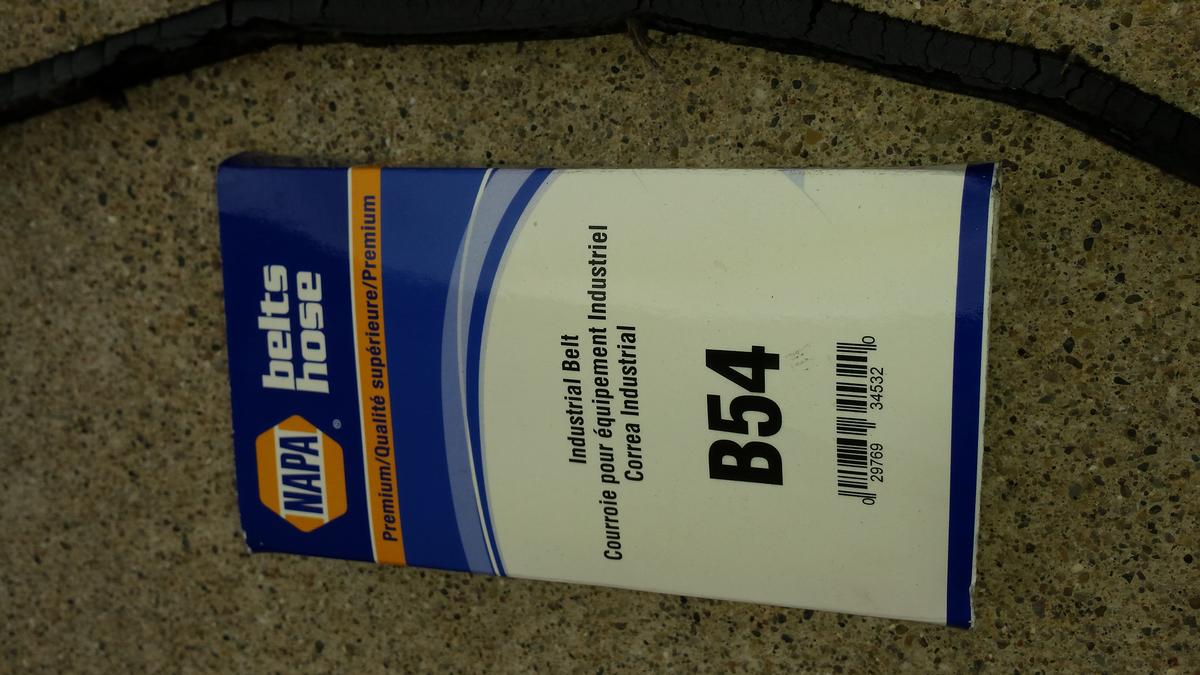 NAPA
®
belts
hose
Premium/Qualité supérieure/Premium
Industrial Belt
Courroie pour équipement Industriel
Correa Industrial
B54
0 29769 34532 0